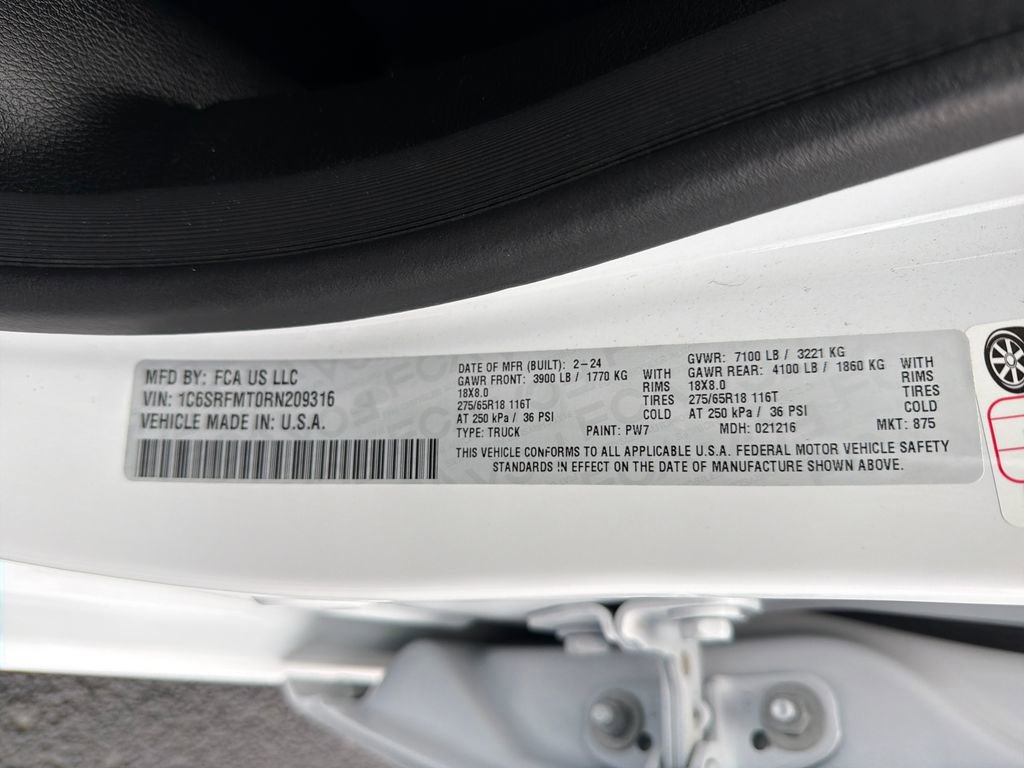 MFD BY: FCA US LLC
VIN: 1C6SRFMT0RN209316
VEHICLE MADE IN: U.S.A.
DATE OF MFR (BUILT): 2-24
GAWR FRONT: 3900 LB / 1770 KG WITH
18X8.0 RIMS
275/65R18 116T TIRES
AT 250 kPa / 36 PSI COLD
TYPE: TRUCK PAINT: PW7
GVWR: 7100 LB / 3221 KG
GAWR REAR: 4100 LB / 1860 KG WITH
18X8.0 RIMS
275/65R18 116T TIRES
AT 250 kPa / 36 PSI COLD
MDH: 021216 MKT: 875
THIS VEHICLE CONFORMS TO ALL APPLICABLE U.S.A. FEDERAL MOTOR VEHICLE SAFETY
STANDARDS IN EFFECT ON THE DATE OF MANUFACTURE SHOWN ABOVE.